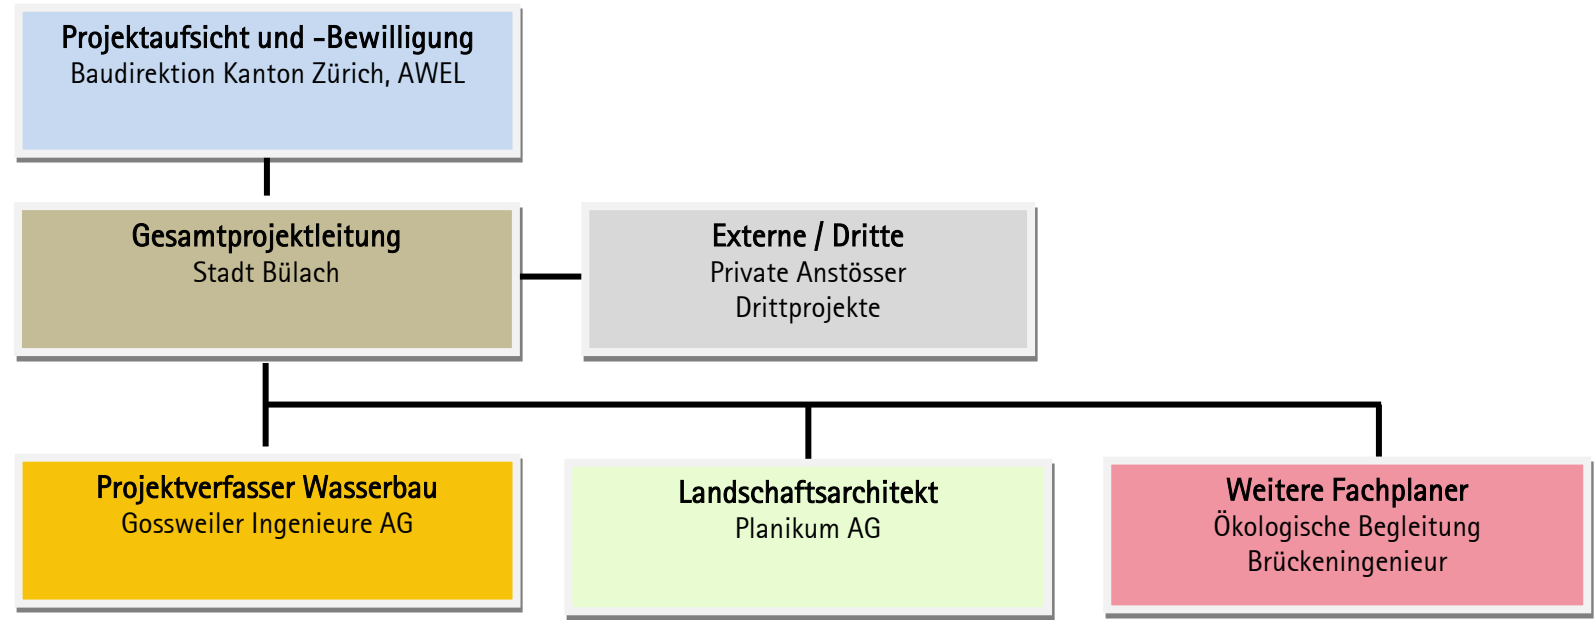 Projektaufsicht und -Bewilligung
Baudirektion Kanton Zürich, AWEL
Gesamtprojektleitung
Stadt Bülach
Externe / Dritte
Private Anstösser
Drittprojekte
Projektverfasser Wasserbau
Gossweiler Ingenieure AG
Landschaftsarchitekt
Planikum AG
Weitere Fachplaner
Ökologische Begleitung
Brückeningenieur